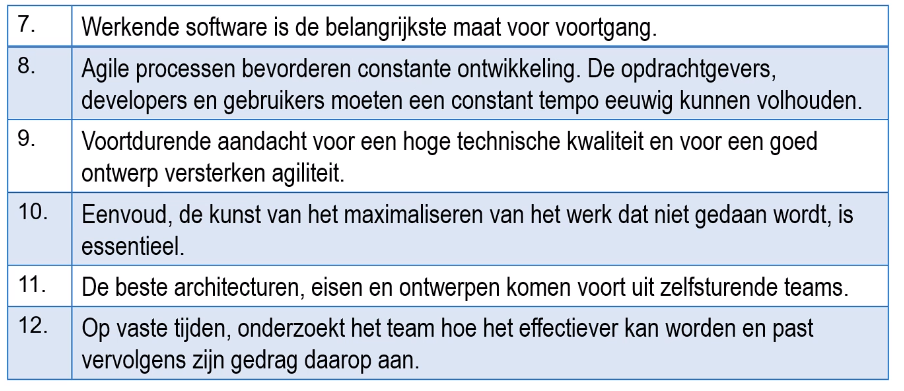 7. Werkende software is de belangrijkste maat voor voortgang.
8. Agile processen bevorderen constante ontwikkeling. De opdrachtgevers,
developers en gebruikers moeten een constant tempo eeuwig kunnen volhouden.
9. Voortdurende aandacht voor een hoge technische kwaliteit en voor een goed
ontwerp versterken agiliteit.
10. Eenvoud, de kunst van het maximaliseren van het werk dat niet gedaan wordt, is
essentieel.
11. De beste architecturen, eisen en ontwerpen komen voort uit zelfsturende teams.
12. Op vaste tijden, onderzoekt het team hoe het effectiever kan worden en past
vervolgens zijn gedrag daarop aan.